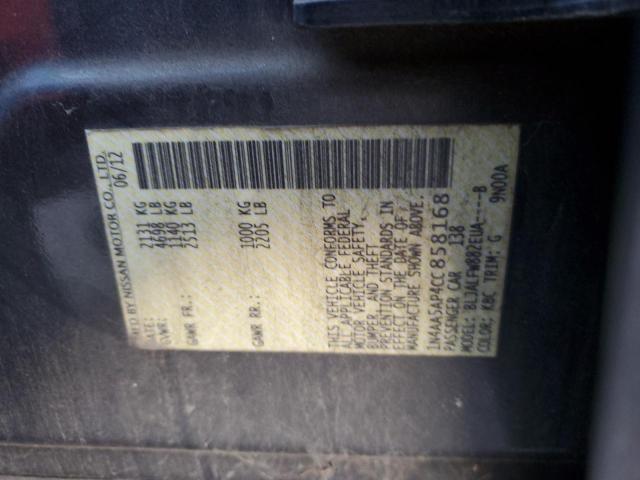 MFD BY NISSAN MOTOR CO., LTD.
DATE: 06/12
GVWR: 2131 KG
4698 LB
GAWR FR.: 1140 KG
2513 LB
GAWR RR.: 1000 KG
2205 LB
THIS VEHICLE CONFORMS TO
ALL APPLICABLE FEDERAL
MOTOR VEHICLE SAFETY,
BUMPER, AND THEFT
PREVENTION STANDARDS IN
EFFECT ON THE DATE OF
MANUFACTURE SHOWN ABOVE.
1N4AA5AP4CC858168
PASSENGER CAR 138
MODEL: BLJALFW882EUA----B
COLOR: KBC TRIM: G 9N00A